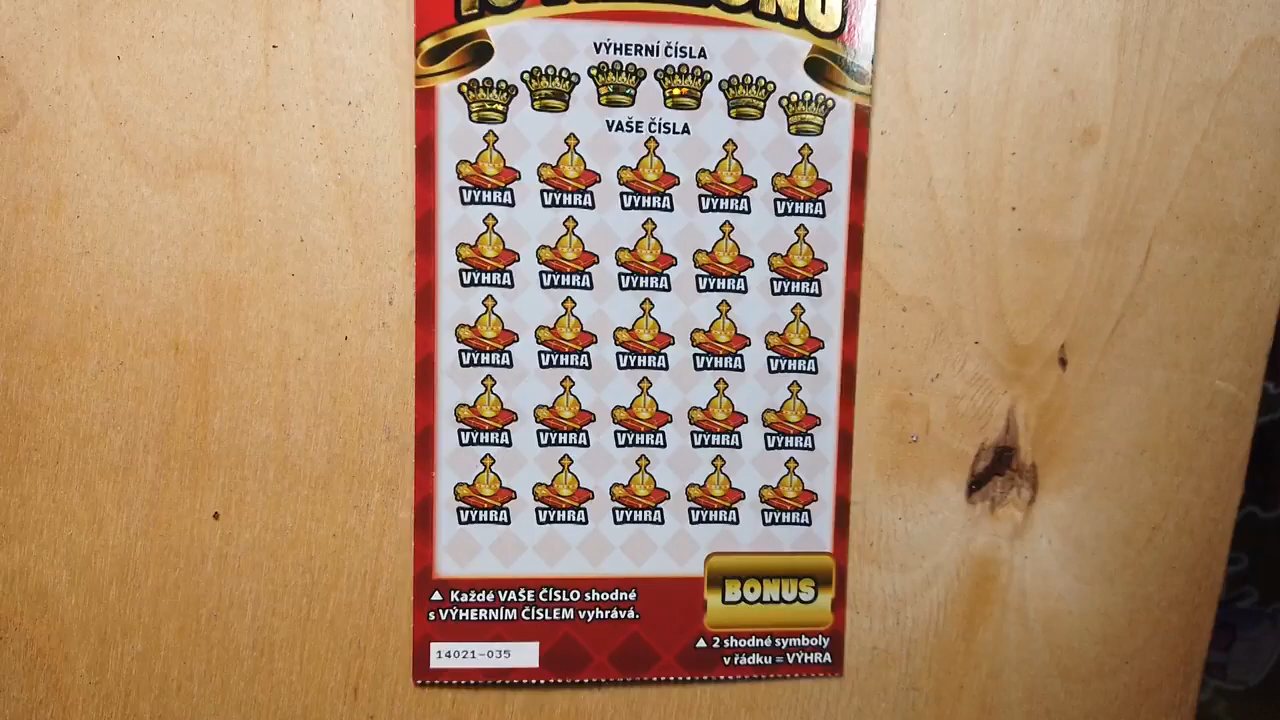 VÝHERNÍ ČÍSLA
VAŠE ČÍSLA
VÝHRA VÝHRA VÝHRA VÝHRA VÝHRA
VÝHRA VÝHRA VÝHRA VÝHRA VÝHRA
VÝHRA VÝHRA VÝHRA VÝHRA VÝHRA
VÝHRA VÝHRA VÝHRA VÝHRA VÝHRA
VÝHRA VÝHRA VÝHRA VÝHRA VÝHRA
BONUS
▲ Každé VAŠE ČÍSLO shodné
s VÝHERNÍM ČÍSLEM vyhrává.
▲ 2 shodné symboly
v řádku = VÝHRA
14021-035